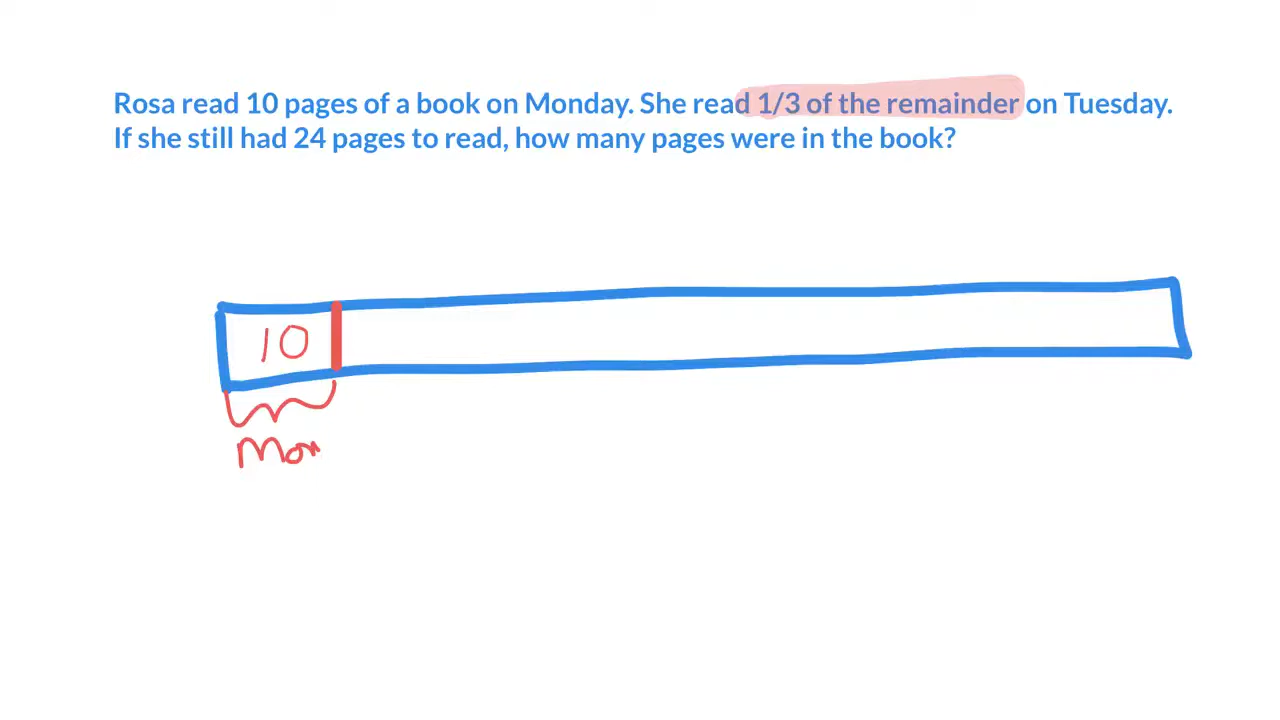 Rosa read 10 pages of a book on Monday. She read 1/3 of the remainder on Tuesday.
If she still had 24 pages to read, how many pages were in the book?
10
Mon